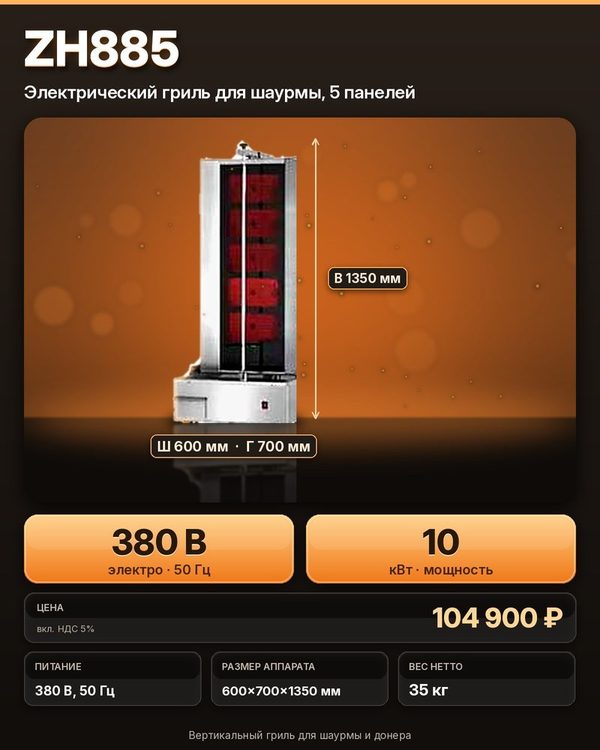 ZH885
Электрический гриль для шаурмы, 5 панелей
В 1350 мм
Ш 600 мм · Г 700 мм
380 В
электро · 50 Гц
10
кВт · мощность
ЦЕНА
вкл. НДС 5%
104 900 ₽
ПИТАНИЕ
380 В, 50 Гц
РАЗМЕР АППАРАТА
600×700×1350 мм
ВЕС НЕТТО
35 кг
Вертикальный гриль для шаурмы и донера